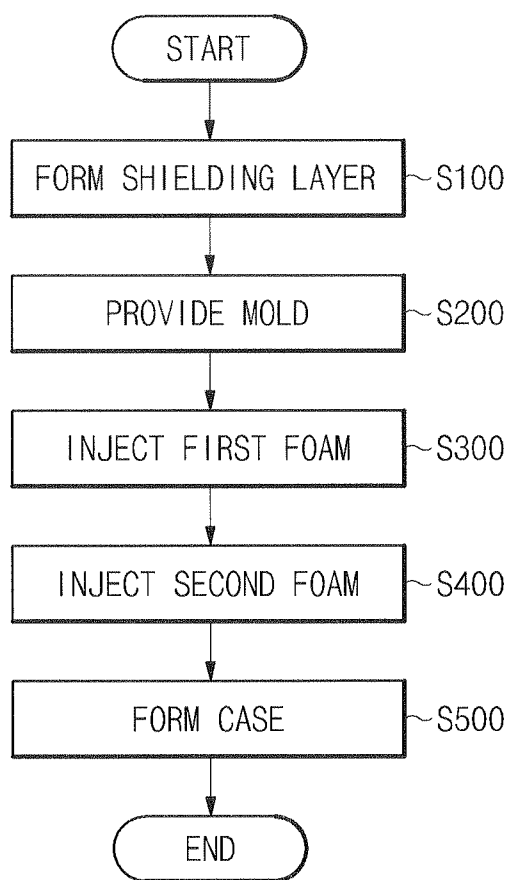 START
FORM SHIELDING LAYER
S100
PROVIDE MOLD
S200
INJECT FIRST FOAM
S300
INJECT SECOND FOAM
S400
FORM CASE
S500
END